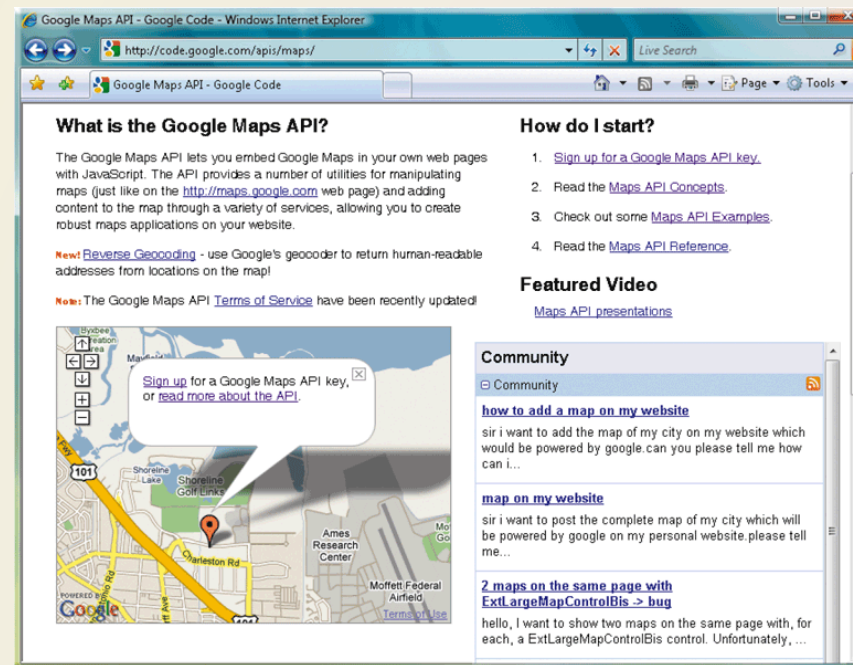 Google Maps API - Google Code - Windows Internet Explorer
http://code.google.com/apis/maps/
Live Search
Google Maps API - Google Code
Page
Tools
What is the Google Maps API?
The Google Maps API lets you embed Google Maps in your own web pages
with JavaScript. The API provides a number of utilities for manipulating
maps (just like on the http://maps.google.com web page) and adding
content to the map through a variety of services, allowing you to create
robust maps applications on your website.
New! Reverse Geocoding - use Google's geocoder to return human-readable
addresses from locations on the map!
Note: The Google Maps API Terms of Service have been recently updated!
Sign up for a Google Maps API key,
or read more about the API.
101
Shoreline
Lake
Shoreline
Golf Links
Ames
Research
Center
Charleston Rd
Moffett Federal
Airfield
POWERED BY
Google
Terms of Use
How do I start?
1. Sign up for a Google Maps API key.
2. Read the Maps API Concepts.
3. Check out some Maps API Examples.
4. Read the Maps API Reference.
Featured Video
Maps API presentations
Community
Community
how to add a map on my website
sir i want to add the map of my city on my website which
would be powered by google.can you please tell me how
can i...
map on my website
sir i want to post the complete map of my city which will
be powered by google on my personal website.please tell
me...
2 maps on the same page with
ExtLargeMapControlBis -> bug
hello, I want to show two maps on the same page with, for
each, a ExtLargeMapControlBis control. Unfortunately, ...